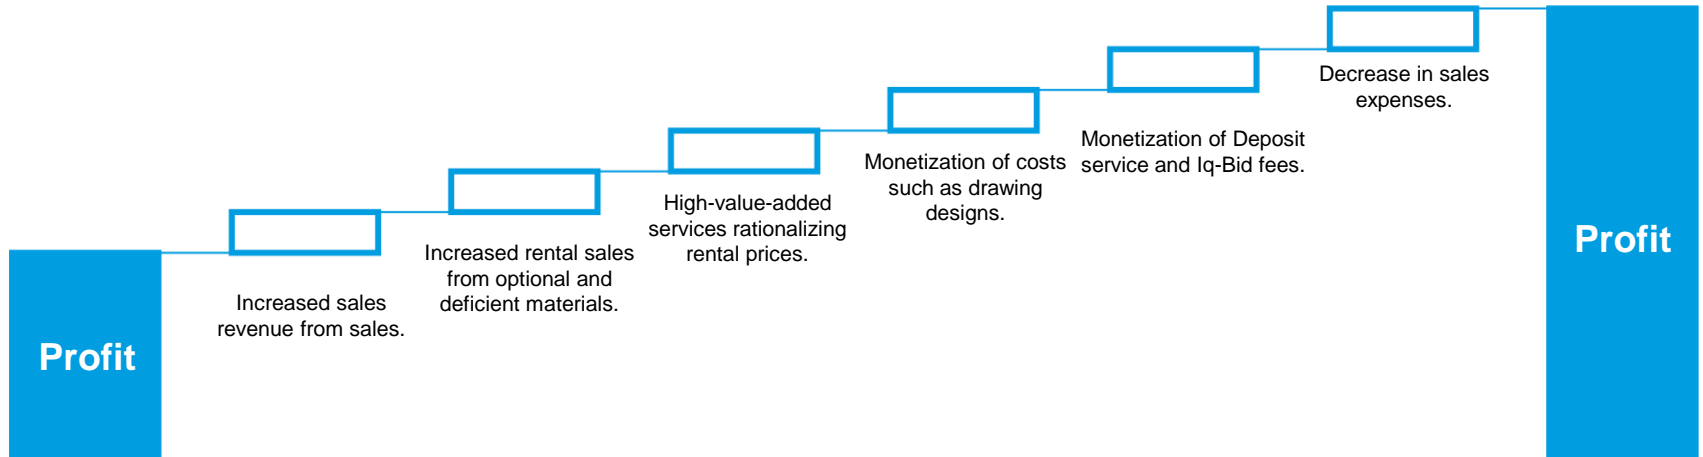 Profit
Increased sales
revenue from sales.
Increased rental sales
from optional and
deficient materials.
High-value-added
services rationalizing
rental prices.
Monetization of costs
such as drawing
designs.
Monetization of Deposit
service and Iq-Bid fees.
Decrease in sales
expenses.
Profit